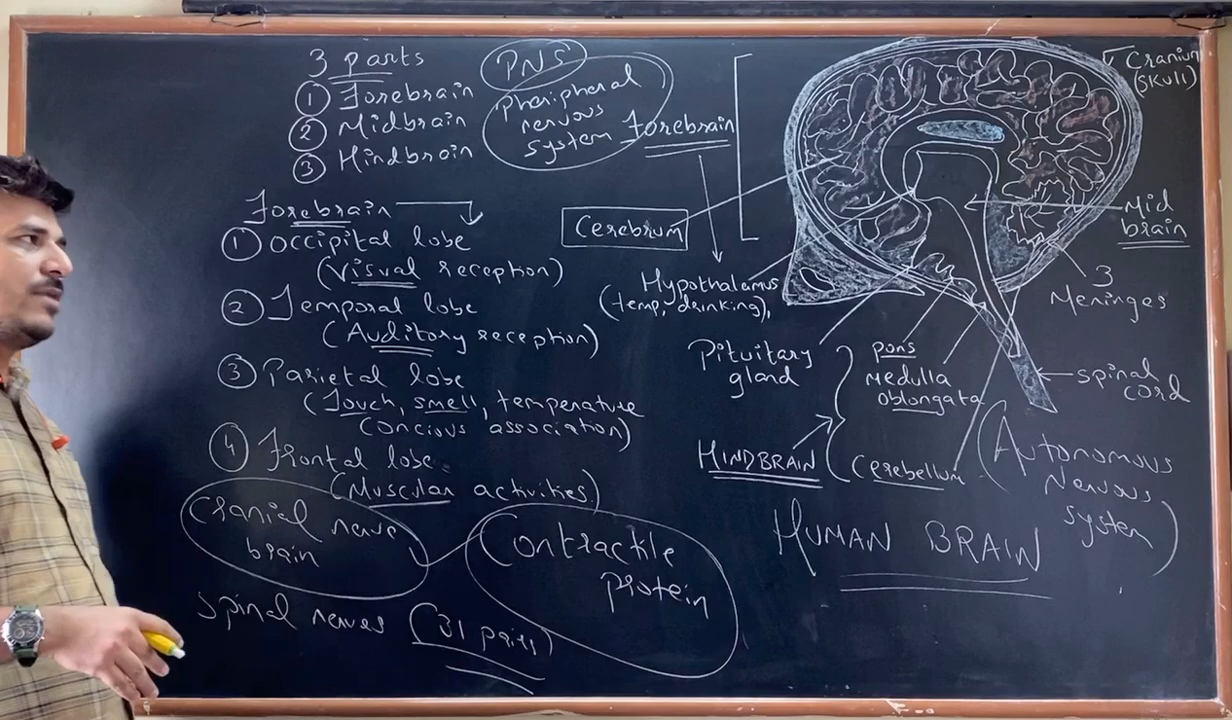 3 parts
① Forebrain
② Midbrain
③ Hindbrain
PNS
Pheripheral
nervous
system
Forebrain
Forebrain
① Occipital lobe
(Visual reception)
② Temporal lobe
(Auditory reception)
③ Parietal lobe
(Touch, smell, temperature
Concious association)
④ Frontal lobe
(Muscular activities)
Cranial nerve
brain
Spinal nerves (31 pairs)
Contractile
protein
Cerebrum
Hypothalamus
(temp, drinking),
Pituitary
gland
Pons
Medulla
Oblongata
HINDBRAIN
Cerebellum
Cranium
(Skull)
Mid
brain
3
Meninges
spinal
cord
(Autonomous
Nervous
system)
HUMAN BRAIN